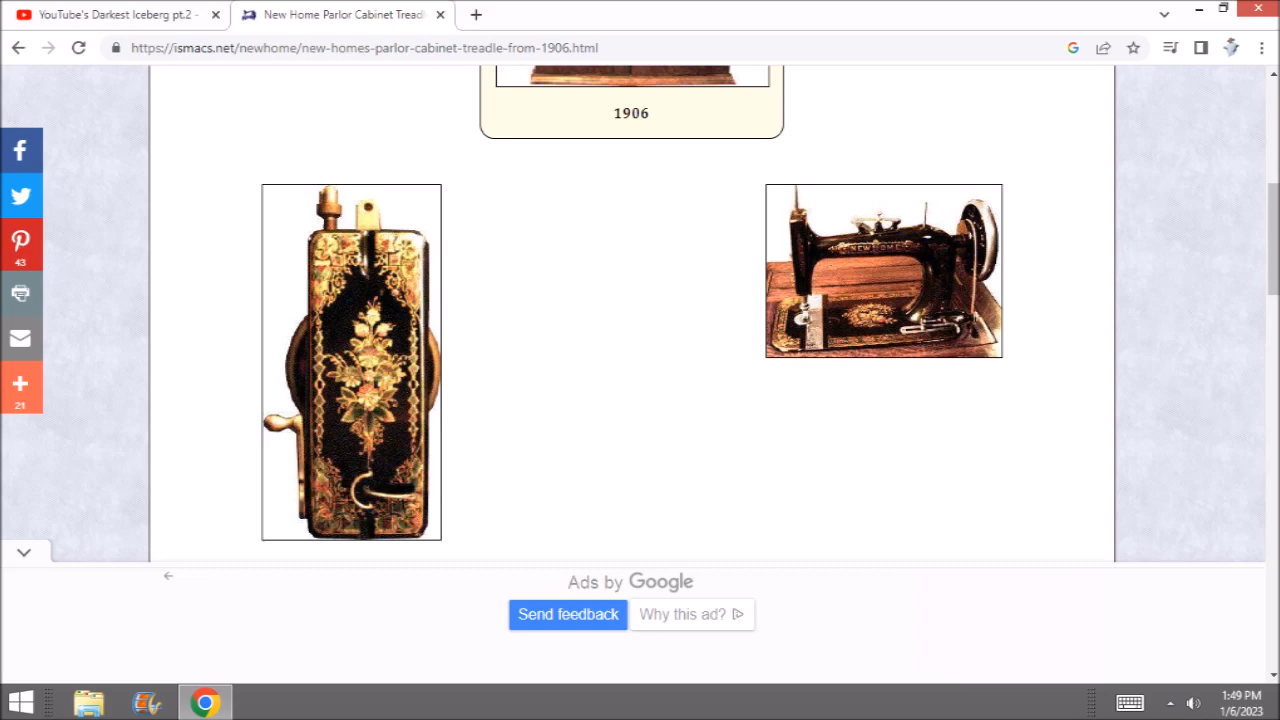 YouTube's Darkest Iceberg pt.2 -
New Home Parlor Cabinet Tread
https://ismacs.net/newhome/new-homes-parlor-cabinet-treadle-from-1906.html
1906
NEW HOME
43
21
Ads by Google
Send feedback
Why this ad?
1:49 PM
1/6/2023